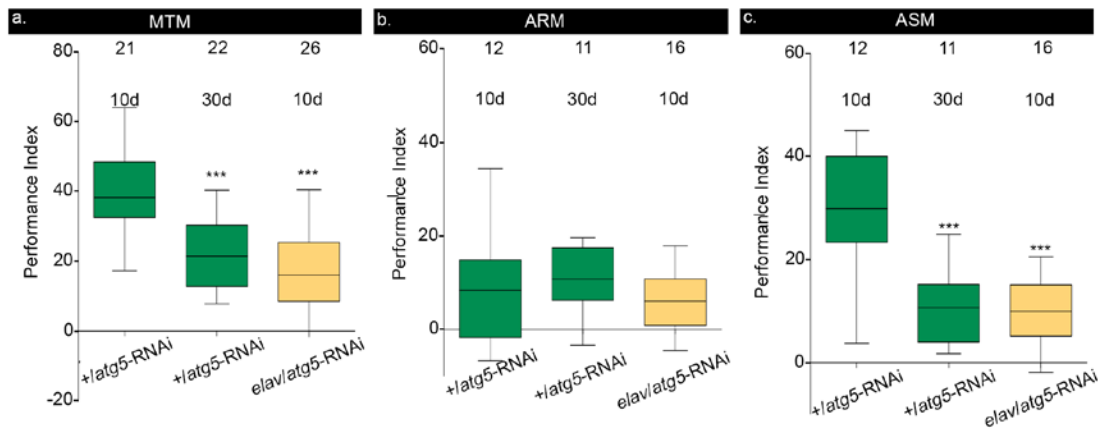 a. MTM
21 22 26
10d 30d 10d
***
***
80
60
40
20
0
-20
Performance Index
+/atg5-RNAi
+/atg5-RNAi
elav/atg5-RNAi
b. ARM
12 11 16
10d 30d 10d
60
40
20
0
Performance Index
+/atg5-RNAi
+/atg5-RNAi
elav/atg5-RNAi
c. ASM
12 11 16
10d 30d 10d
***
***
60
40
20
0
Performance Index
+/atg5-RNAi
+/atg5-RNAi
elav/atg5-RNAi